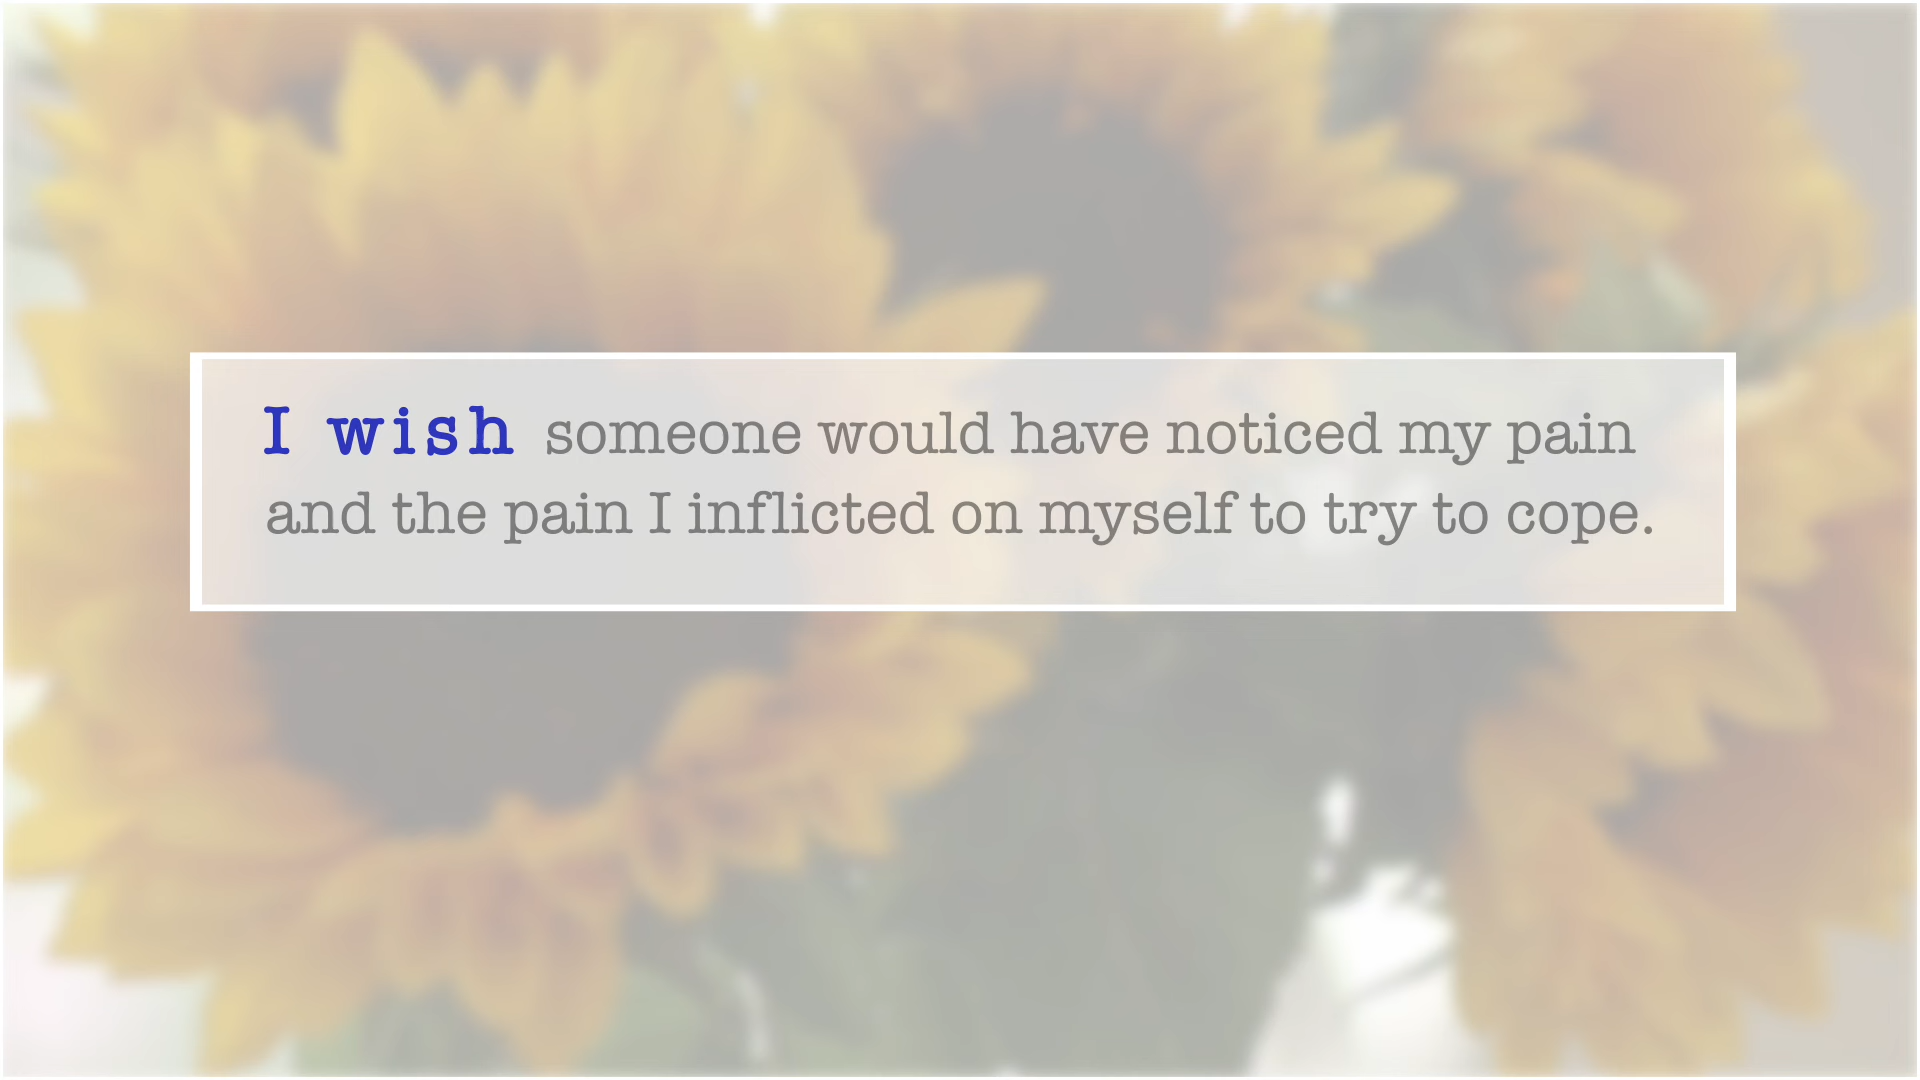 I wish someone would have noticed my pain
and the pain I inflicted on myself to try to cope.